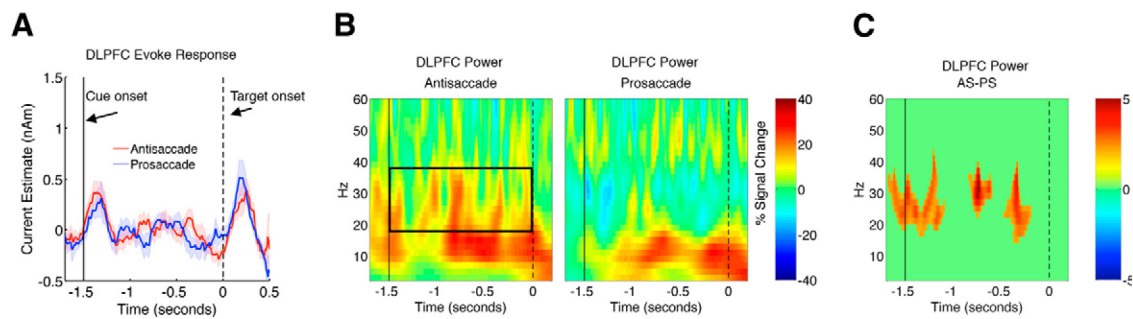 A
DLPFC Evoke Response
Current Estimate (nAm)
1.5
1
0.5
0
-0.5
Cue onset
Target onset
Antisaccade
Prosaccade
-1.5
-1
-0.5
0
0.5
Time (seconds)
B
DLPFC Power
Antisaccade
Hz
60
50
40
30
20
10
-1.5
-1
-0.5
0
Time (seconds)
DLPFC Power
Prosaccade
-1.5
-1
-0.5
0
Time (seconds)
40
30
20
10
0
-10
-20
-30
-40
% Signal Change
C
DLPFC Power
AS-PS
Hz
60
50
40
30
20
10
-1.5
-1
-0.5
0
Time (seconds)
5
0
-5